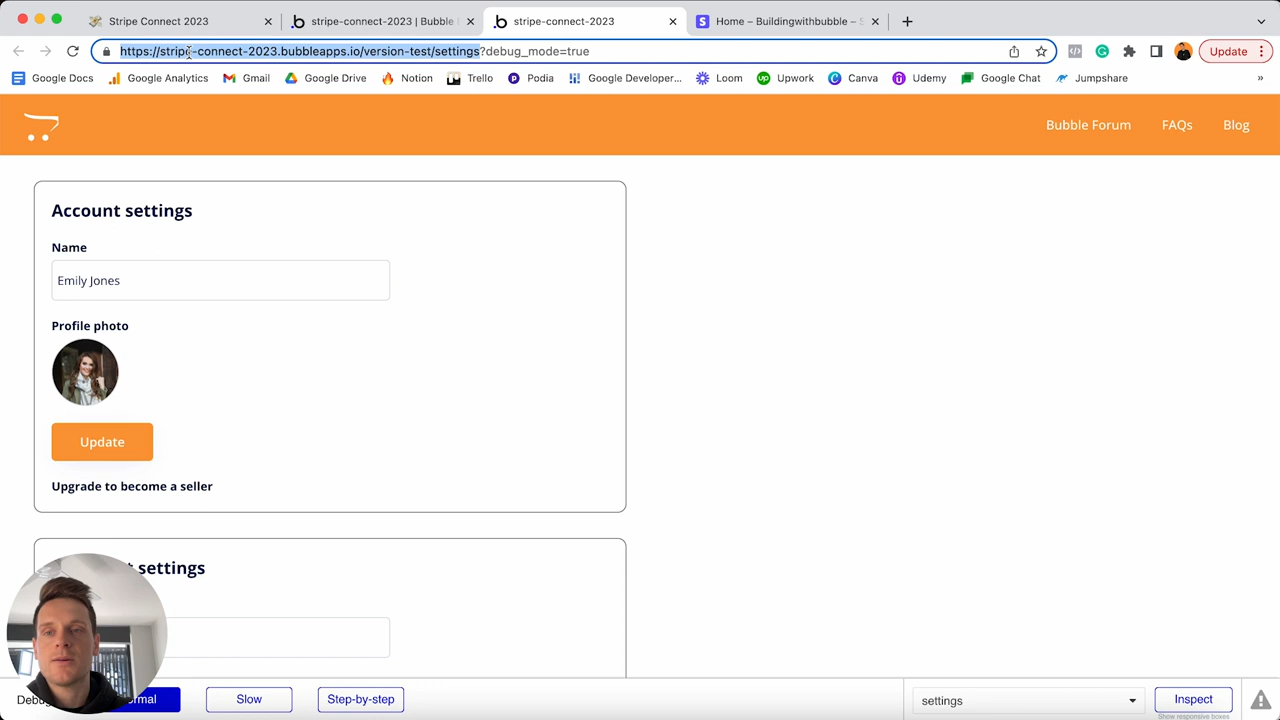 Stripe Connect 2023
stripe-connect-2023 | Bubble
stripe-connect-2023
Home – Buildingwithbubble – S
https://stripe-connect-2023.bubbleapps.io/version-test/settings?debug_mode=true
Update
Google Docs
Google Analytics
Gmail
Google Drive
Notion
Trello
Podia
Google Developer...
Loom
Upwork
Canva
Udemy
Google Chat
Jumpshare
»
Bubble Forum
FAQs
Blog
Account settings
Name
Emily Jones
Profile photo
Update
Upgrade to become a seller
settings
Slow
Step-by-step
settings
Inspect
Show responsive boxes